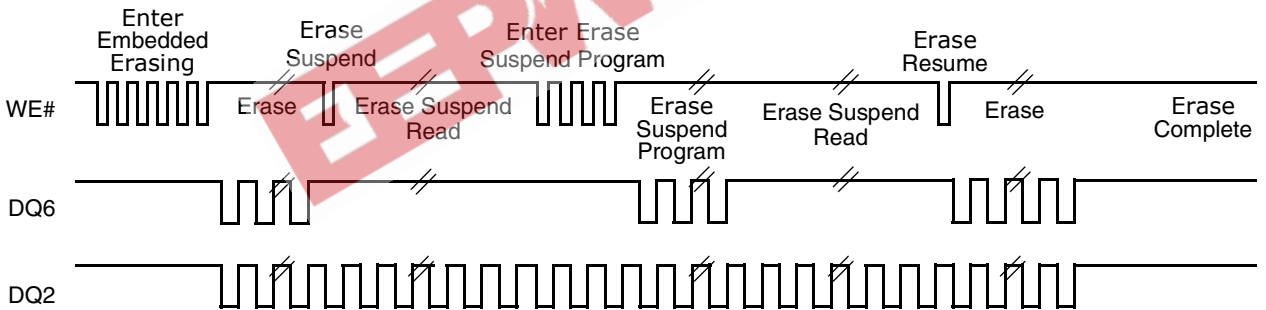 Enter
Embedded
Erasing
Erase
Suspend
Enter Erase
Suspend Program
Erase
Resume
WE#
Erase
Erase Suspend
Read
Erase
Suspend
Program
Erase Suspend
Read
Erase
Erase
Complete
DQ6
DQ2